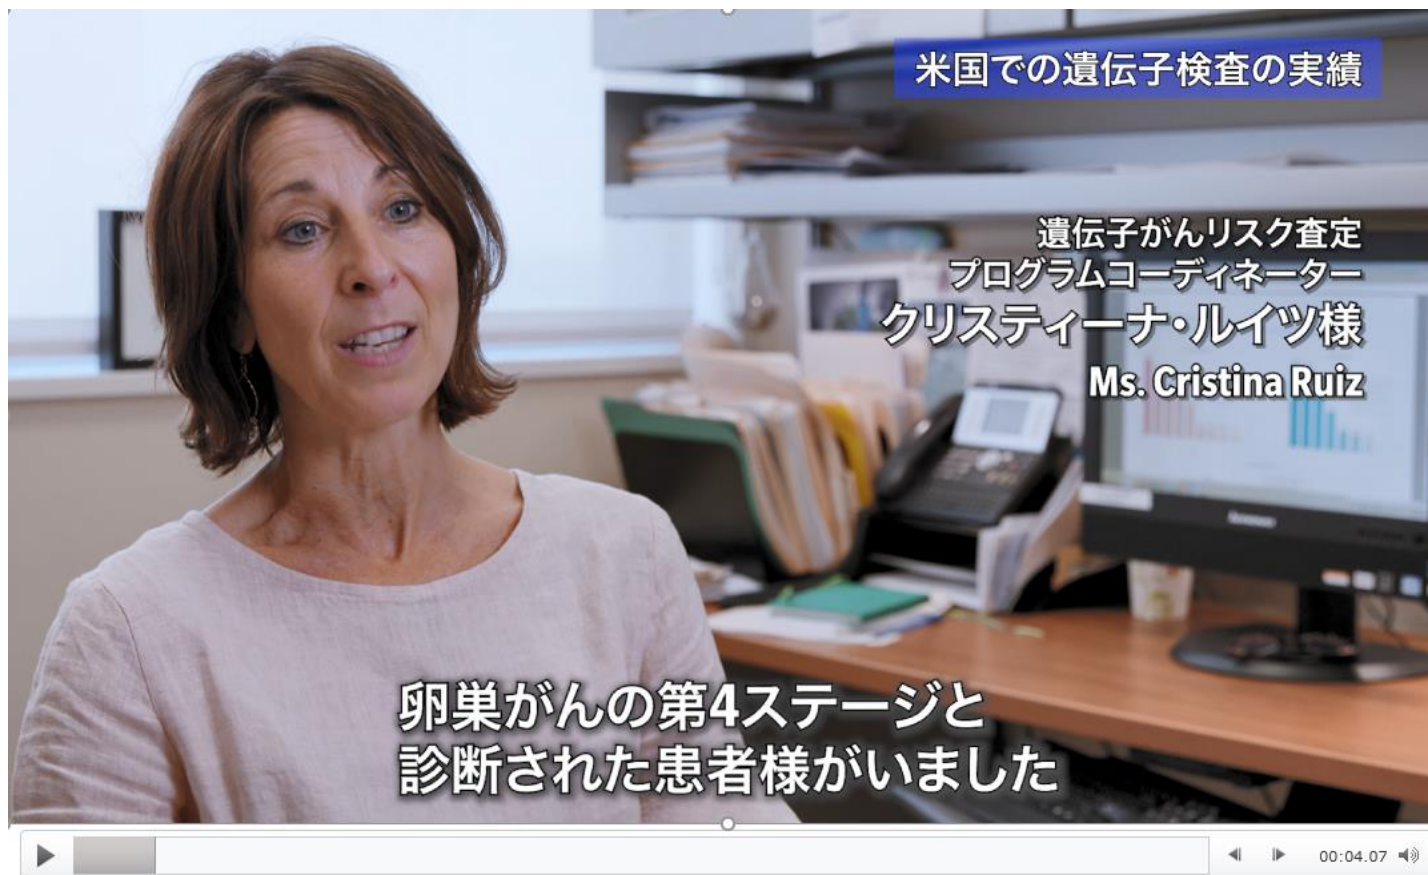 米国での遺伝子検査の実績
遺伝子がんリスク査定
プログラムコーディネーター
クリスティーナ・ルイツ様
Ms. Cristina Ruiz
lenovo
卵巣がんの第4ステージと
診断された患者様がいました
00:04.07